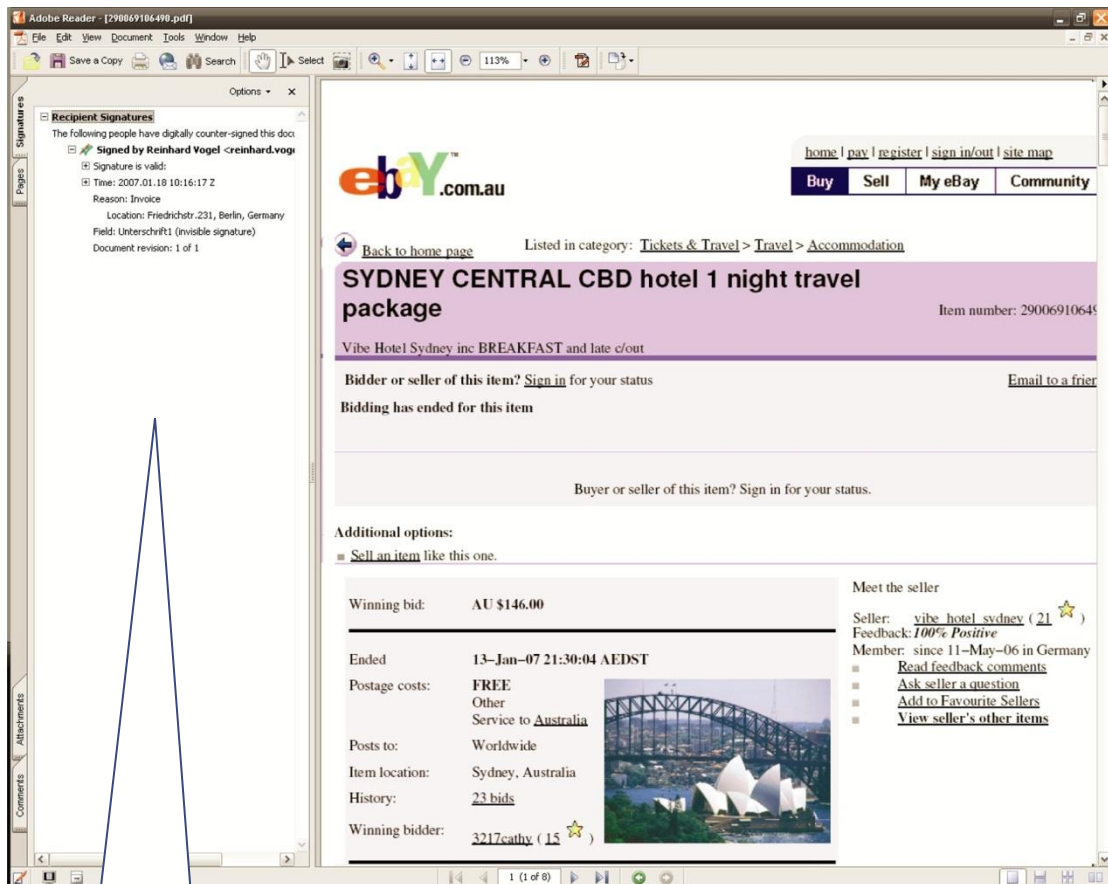 Adobe Reader - [290069106490.pdf]
File Edit View Document Tools Window Help
Save a Copy Search Select 113%
Options
Signatures
Pages
Attachments
Comments
Recipient Signatures
The following people have digitally counter-signed this docu
Signed by Reinhard Vogel <reinhard.voge
Signature is valid:
Time: 2007.01.18 10:16:17 Z
Reason: Invoice
Location: Friedrichstr.231, Berlin, Germany
Field: Unterschrift1 (invisible signature)
Document revision: 1 of 1
ebaY™.com.au
home | pay | register | sign in/out | site map
Buy Sell My eBay Community
Back to home page Listed in category: Tickets & Travel > Travel > Accommodation
SYDNEY CENTRAL CBD hotel 1 night travel
package
Item number: 29006910649
Vibe Hotel Sydney inc BREAKFAST and late c/out
Bidder or seller of this item? Sign in for your status Email to a frien
Bidding has ended for this item
Buyer or seller of this item? Sign in for your status.
Additional options:
Sell an item like this one.
Winning bid: AU $146.00
Ended 13-Jan-07 21:30:04 AEDST
Postage costs: FREE
Other
Service to Australia
Posts to: Worldwide
Item location: Sydney, Australia
History: 23 bids
Winning bidder: 3217cathy ( 15 )
Meet the seller
Seller: vibe_hotel_sydney ( 21 )
Feedback: 100% Positive
Member: since 11-May-06 in Germany
Read feedback comments
Ask seller a question
Add to Favourite Sellers
View seller's other items
1 (1 of 8)